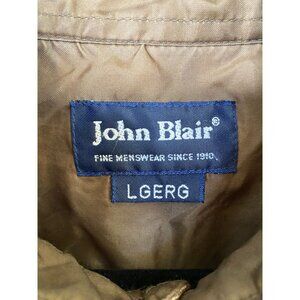 John Blair®
FINE MENSWEAR SINCE 1910.
LGERG